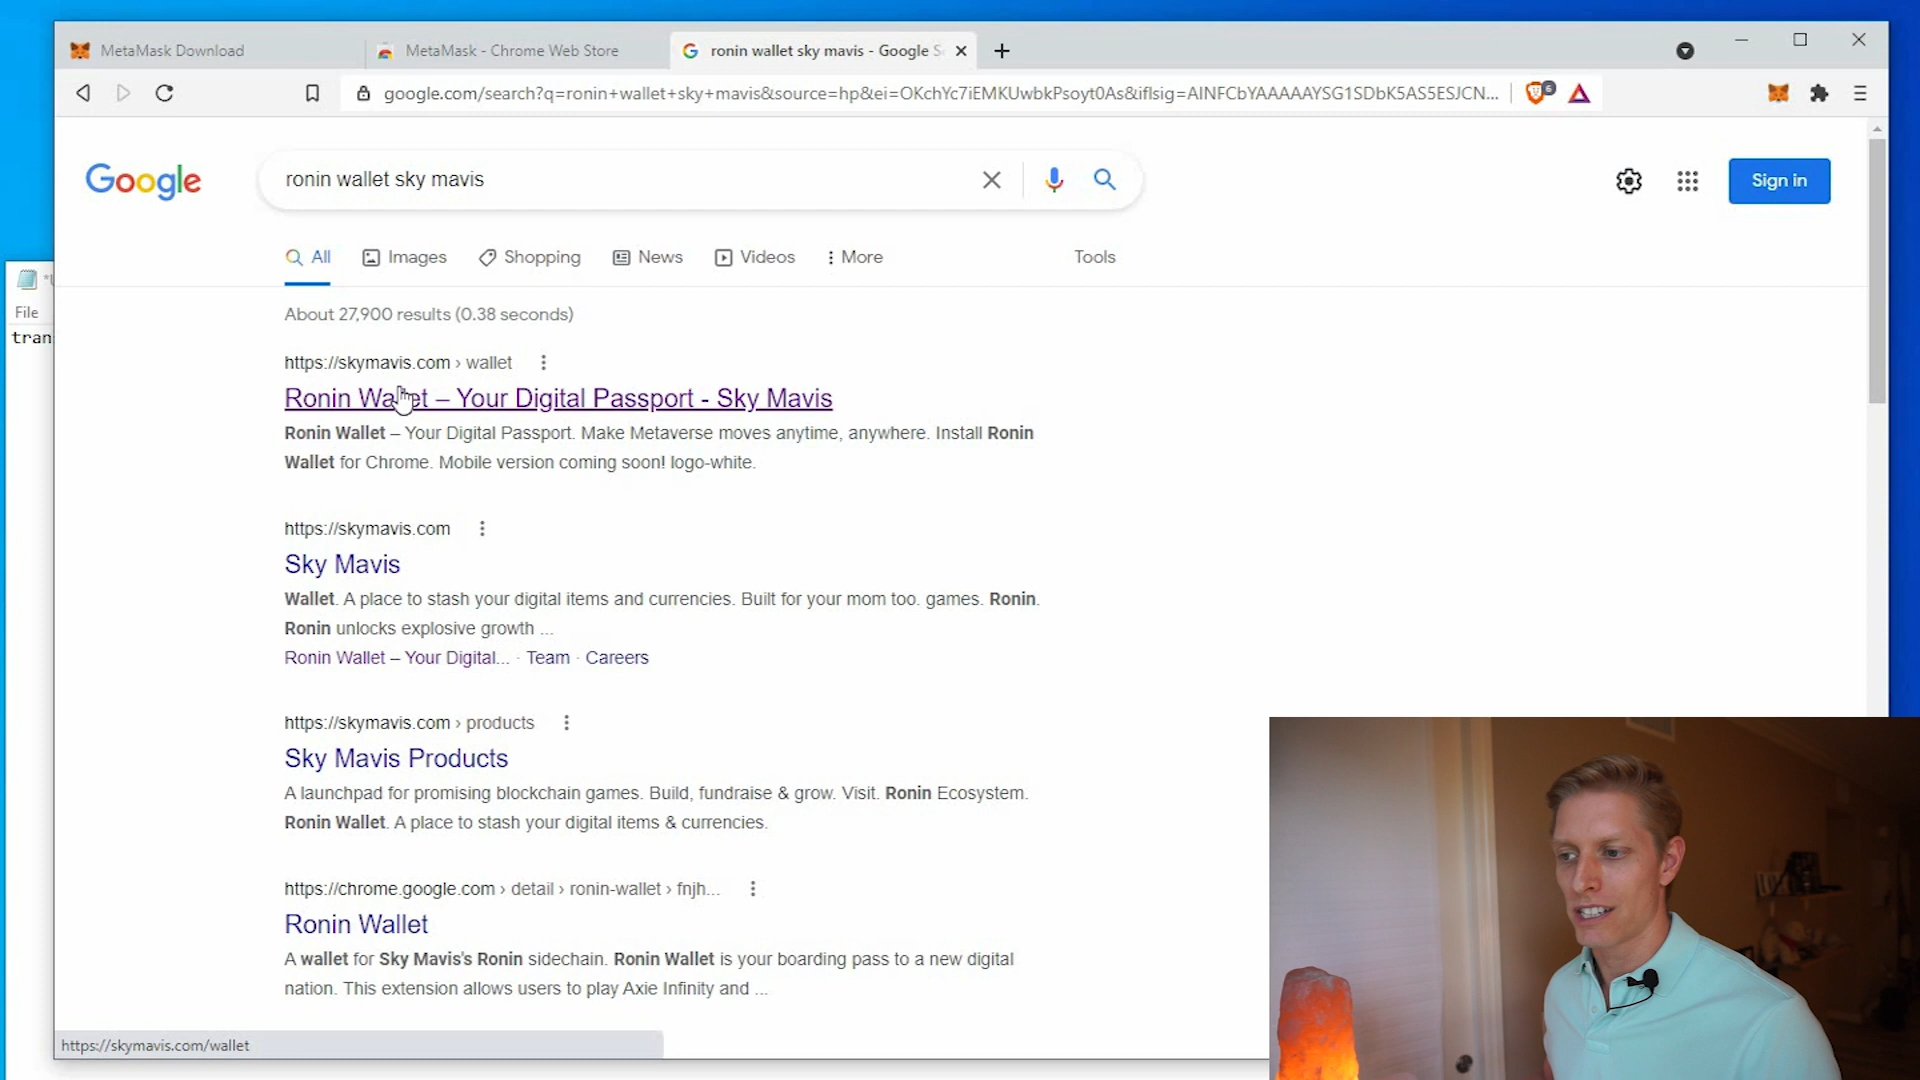 MetaMask Download
MetaMask - Chrome Web Store
ronin wallet sky mavis - Google S
google.com/search?q=ronin+wallet+sky+mavis&source=hp&ei=OKchYc7iEMKUwbkPsoyt0As&iflsig=AINFCbYAAAAAYSG1SDbK5AS5ESJCN...
6
Google
ronin wallet sky mavis
Sign in
All
Images
Shopping
News
Videos
More
Tools
File
tran
About 27,900 results (0.38 seconds)
https://skymavis.com › wallet
Ronin Wallet – Your Digital Passport - Sky Mavis
Ronin Wallet – Your Digital Passport. Make Metaverse moves anytime, anywhere. Install Ronin
Wallet for Chrome. Mobile version coming soon! logo-white.
https://skymavis.com
Sky Mavis
Wallet. A place to stash your digital items and currencies. Built for your mom too. games. Ronin.
Ronin unlocks explosive growth ...
Ronin Wallet – Your Digital... · Team · Careers
https://skymavis.com › products
Sky Mavis Products
A launchpad for promising blockchain games. Build, fundraise & grow. Visit. Ronin Ecosystem.
Ronin Wallet. A place to stash your digital items & currencies.
https://chrome.google.com › detail › ronin-wallet › fnjh...
Ronin Wallet
A wallet for Sky Mavis's Ronin sidechain. Ronin Wallet is your boarding pass to a new digital
nation. This extension allows users to play Axie Infinity and ...
https://skymavis.com/wallet